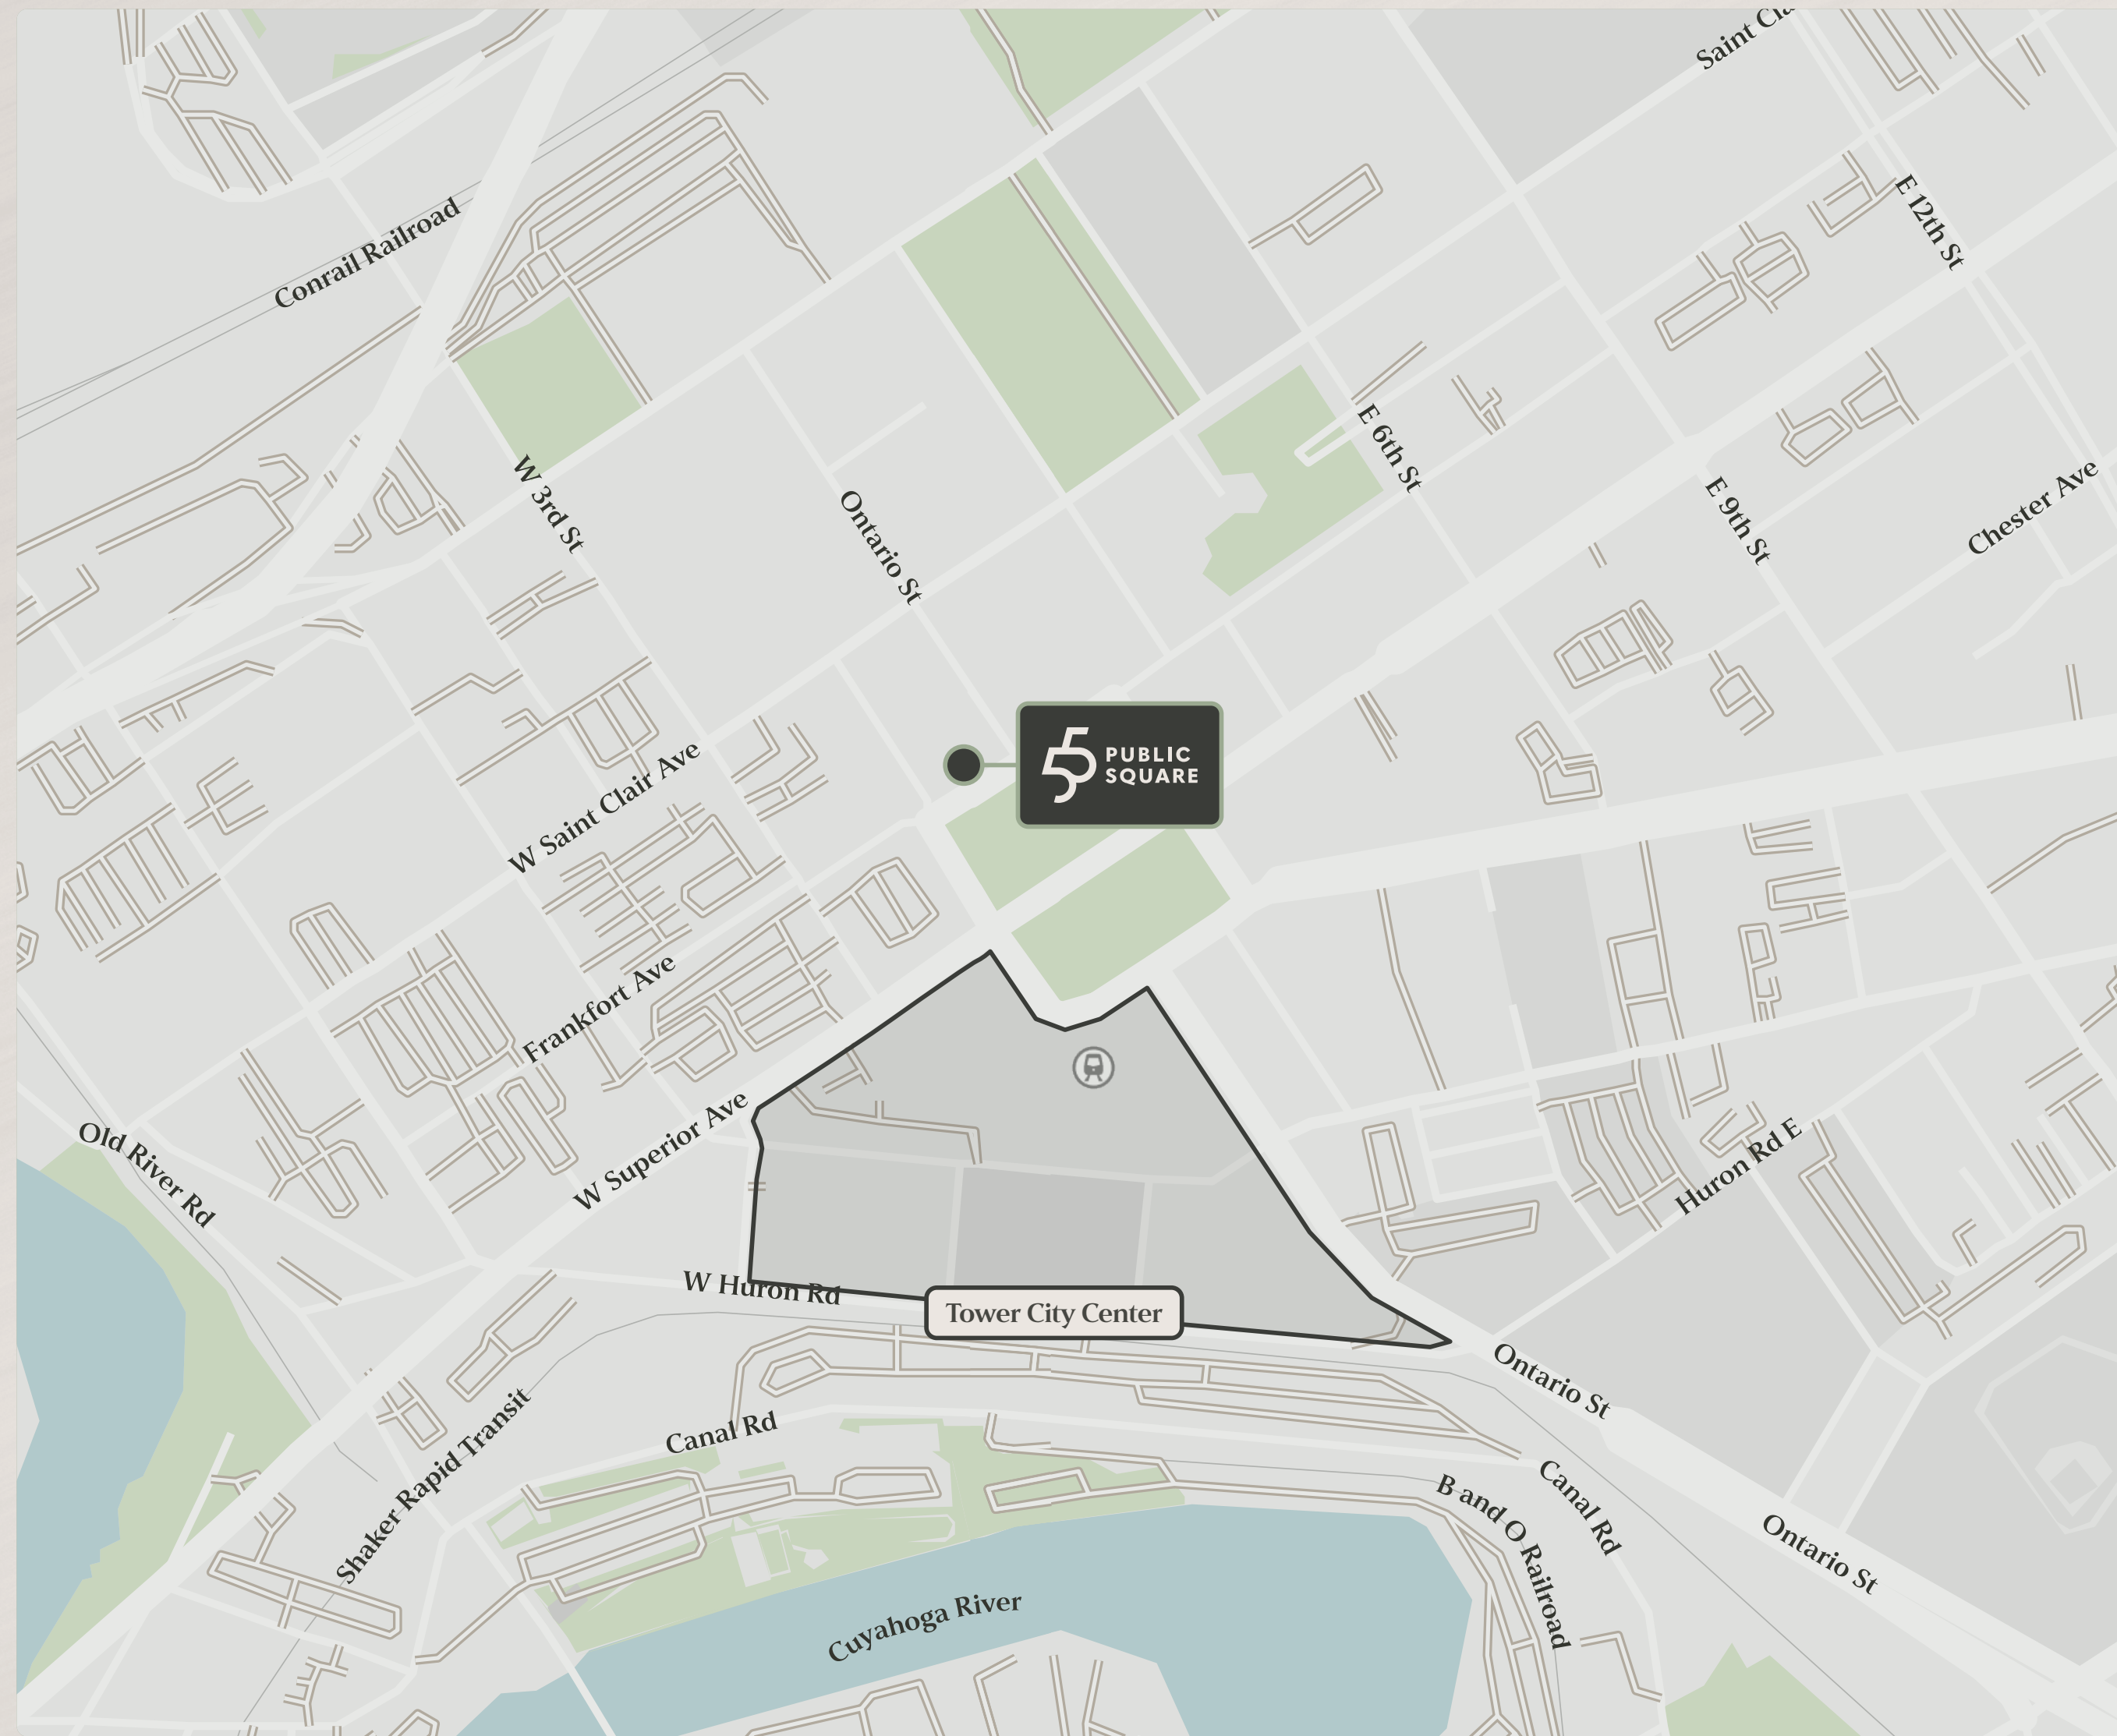 Saint Cla
E 12th St
Conrail Railroad
E 6th St
W 3rd St
Ontario St
E 9th St
Chester Ave
55 PUBLIC
SQUARE
W Saint Clair Ave
Frankfort Ave
W Superior Ave
Old River Rd
Huron Rd E
W Huron Rd
Tower City Center
Ontario St
Canal Rd
Shaker Rapid Transit
B and O Railroad
Canal Rd
Ontario St
Cuyahoga River